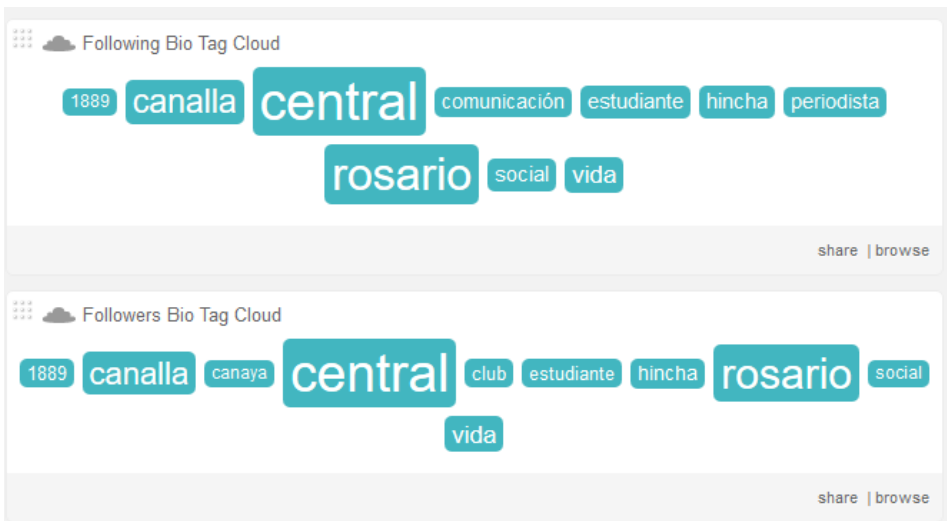 Following Bio Tag Cloud
1889 canalla central comunicación estudiante hincha periodista
rosario social vida
share | browse
Followers Bio Tag Cloud
1889 canalla canaya central club estudiante hincha rosario social
vida
share | browse